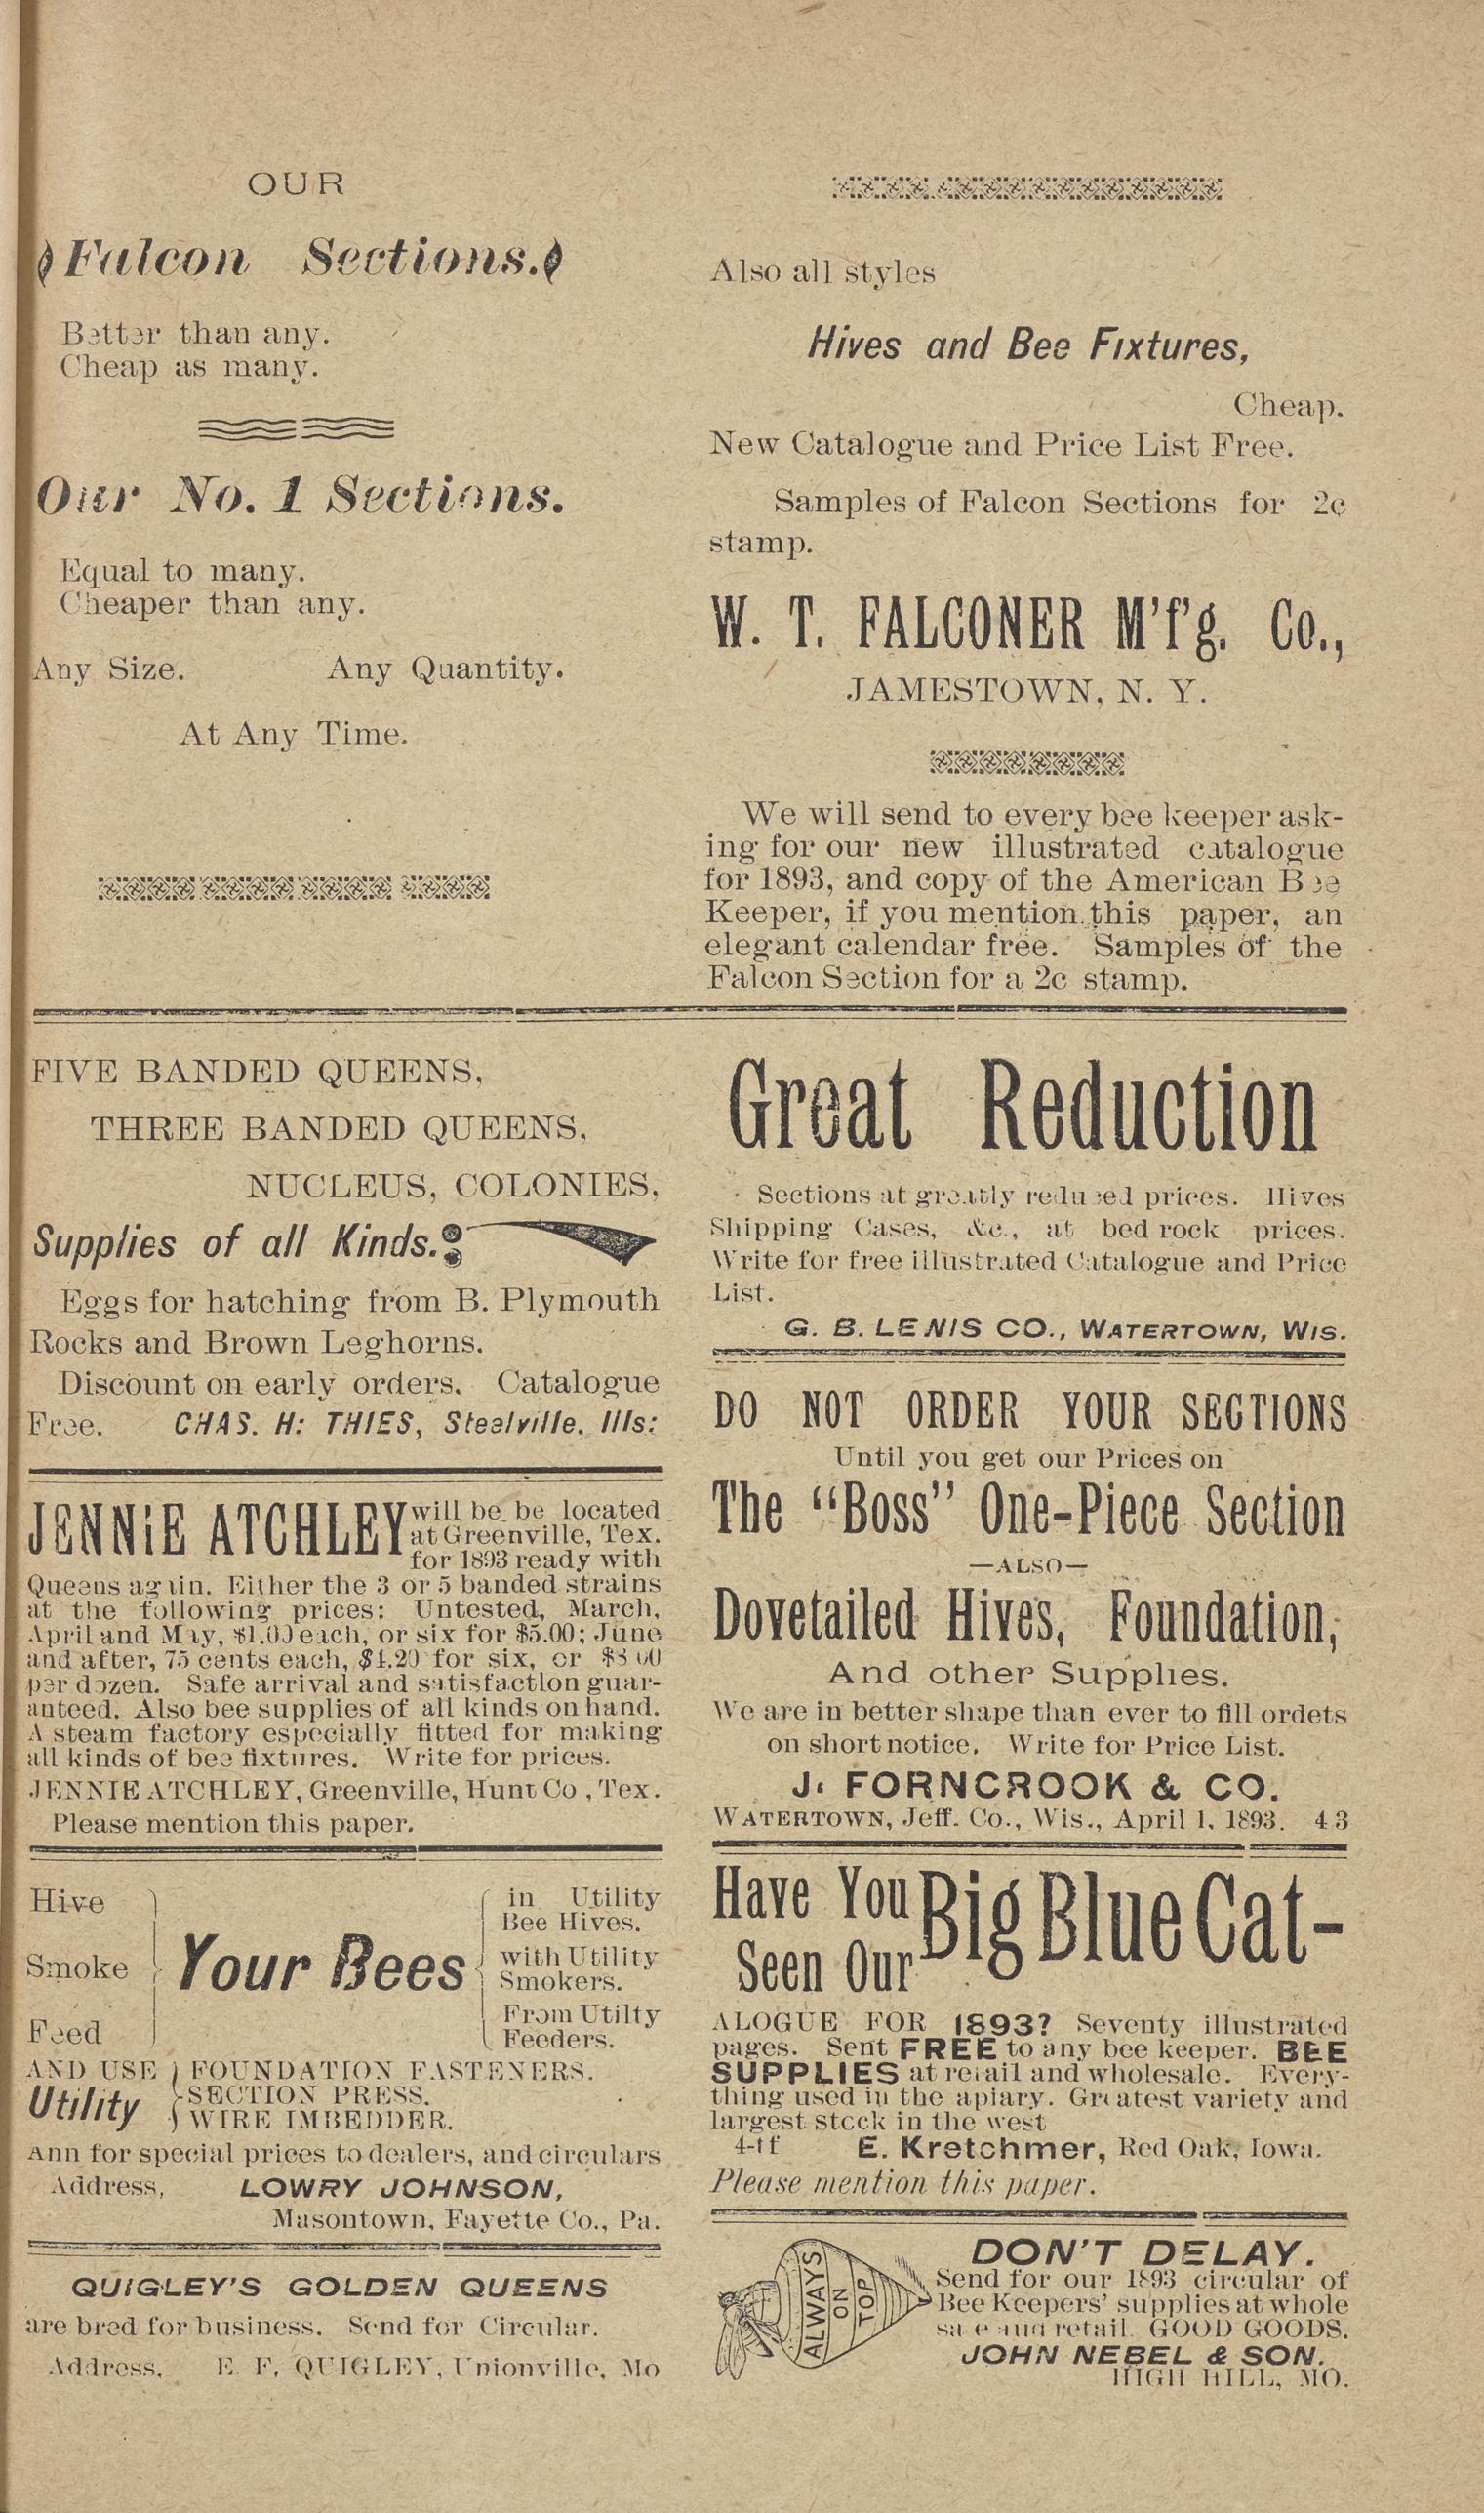 OUR
Falcon Sections.
Better than any.
Cheap as many.
Our No. 1 Sections.
Equal to many.
Cheaper than any.
Any Size. Any Quantity.
At Any Time.
Also all styles
Hives and Bee Fixtures,
Cheap.
New Catalogue and Price List Free.
Samples of Falcon Sections for 2c
stamp.
W. T. FALCONER M'f'g. Co.,
JAMESTOWN, N. Y.
We will send to every bee keeper ask-
ing for our new illustrated catalogue
for 1893, and copy of the American Bee
Keeper, if you mention this paper, an
elegant calendar free. Samples of the
Falcon Section for a 2c stamp.
FIVE BANDED QUEENS,
THREE BANDED QUEENS,
NUCLEUS, COLONIES,
Supplies of all Kinds.
Eggs for hatching from B. Plymouth
Rocks and Brown Leghorns.
Discount on early orders. Catalogue
Free. CHAS. H: THIES, Steelville, Ills:
JENNIE ATCHLEY will be be located
at Greenville, Tex.
for 1893 ready with
Queens again. Either the 3 or 5 banded strains
at the following prices: Untested, March,
April and May, $1.00 each, or six for $5.00; June
and after, 75 cents each, $4.20 for six, or $8 00
per dozen. Safe arrival and satisfaction guar-
anteed. Also bee supplies of all kinds on hand.
A steam factory especially fitted for making
all kinds of bee fixtures. Write for prices.
JENNIE ATCHLEY, Greenville, Hunt Co , Tex.
Please mention this paper.
Hive
Smoke
Feed
Your Bees
in Utility
Bee Hives.
with Utility
Smokers.
From Utilty
Feeders.
AND USE FOUNDATION FASTENERS.
Utility SECTION PRESS.
WIRE IMBEDDER.
Ann for special prices to dealers, and circulars
Address, LOWRY JOHNSON,
Masontown, Fayette Co., Pa.
QUIGLEY'S GOLDEN QUEENS
are bred for business. Send for Circular.
Address, E. F. QUIGLEY, Unionville, Mo
Great Reduction
Sections at greatly reduced prices. Hives
Shipping Cases, &c., at bed rock prices.
Write for free illustrated Catalogue and Price
List.
G. B. LENIS CO., WATERTOWN, WIS.
DO NOT ORDER YOUR SECTIONS
Until you get our Prices on
The "Boss" One-Piece Section
—ALSO—
Dovetailed Hives, Foundation,
And other Supplies.
We are in better shape than ever to fill ordets
on short notice. Write for Price List.
J. FORNCROOK & CO.
WATERTOWN, Jeff. Co., Wis., April 1, 1893. 4 3
Have You
Seen Our Big Blue Cat-
ALOGUE FOR 1893? Seventy illustrated
pages. Sent FREE to any bee keeper. BEE
SUPPLIES at retail and wholesale. Every-
thing used in the apiary. Greatest variety and
largest stock in the west
4-tf E. Kretchmer, Red Oak, Iowa.
Please mention this paper.
ALWAYS
ON
TOP
DON'T DELAY.
Send for our 1893 circular of
Bee Keepers' supplies at whole
sale and retail. GOOD GOODS.
JOHN NEBEL & SON.
HIGH HILL, MO.